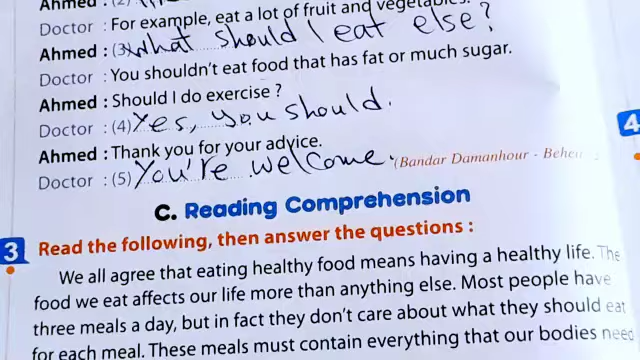 Ahmed : (2)
Doctor : For example, eat a lot of fruit and vegetables.
Ahmed : (3) What should I eat else?
Doctor : You shouldn't eat food that has fat or much sugar.
Ahmed : Should I do exercise ?
Doctor : (4) Yes, you should.
Ahmed : Thank you for your advice.
Doctor : (5) You're welcome. (Bandar Damanhour - Behei
C. Reading Comprehension
4
3 Read the following, then answer the questions :
We all agree that eating healthy food means having a healthy life. The
food we eat affects our life more than anything else. Most people have
three meals a day, but in fact they don't care about what they should eat
for each meal. These meals must contain everything that our bodies need